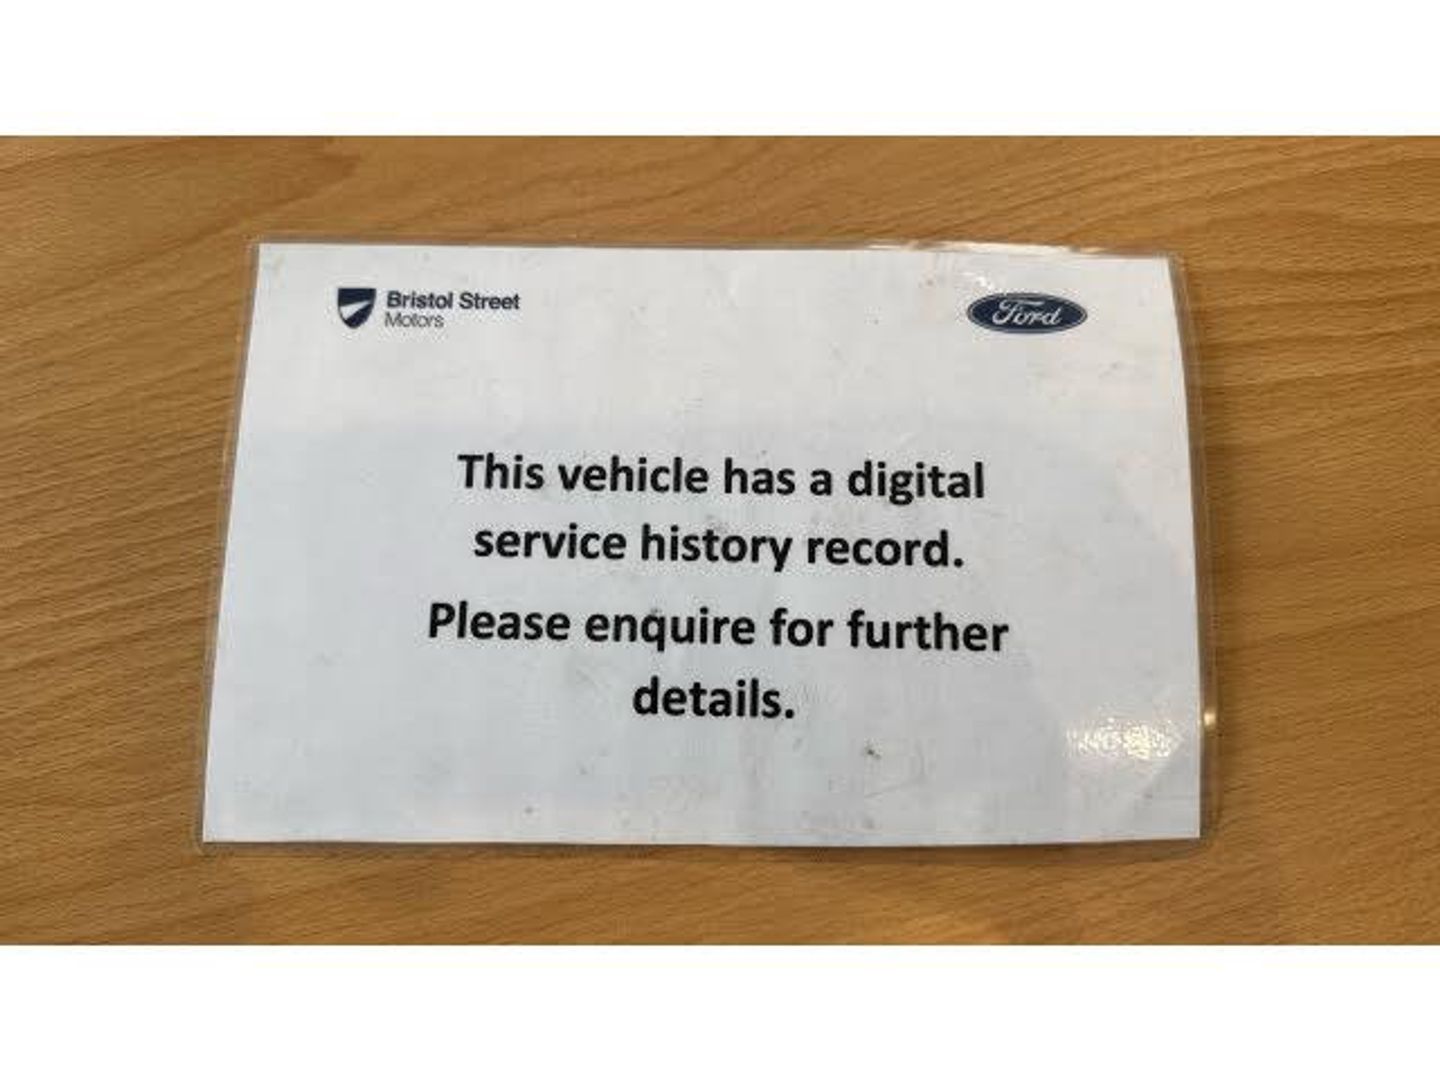 Bristol Street
Motors
Ford
This vehicle has a digital
service history record.
Please enquire for further
details.